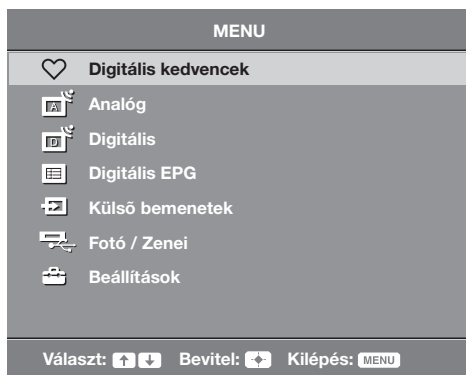 MENU
Digitális kedvencek
Analóg
Digitális
Digitális EPG
Külsõ bemenetek
Fotó / Zenei
Beállítások
Választ: Bevitel: Kilépés: MENU